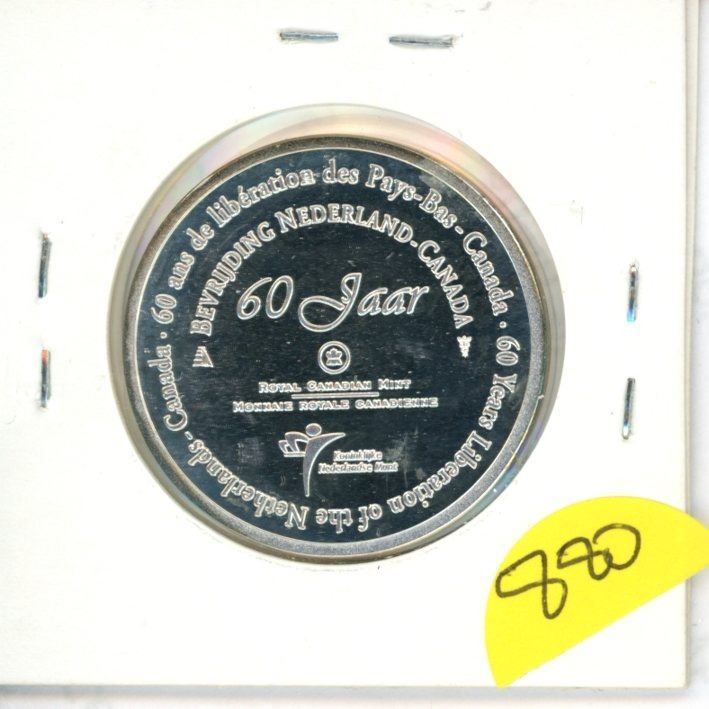 60 ans de libération des Pays-Bas - Canada · 60 Years Liberation of the Netherlands - Canada ·
BEVRIJDING NEDERLAND - CANADA
60 Jaar
ROYAL CANADIAN MINT
MONNAIE ROYALE CANADIENNE
Koninklijke
Nederlandse Munt
880